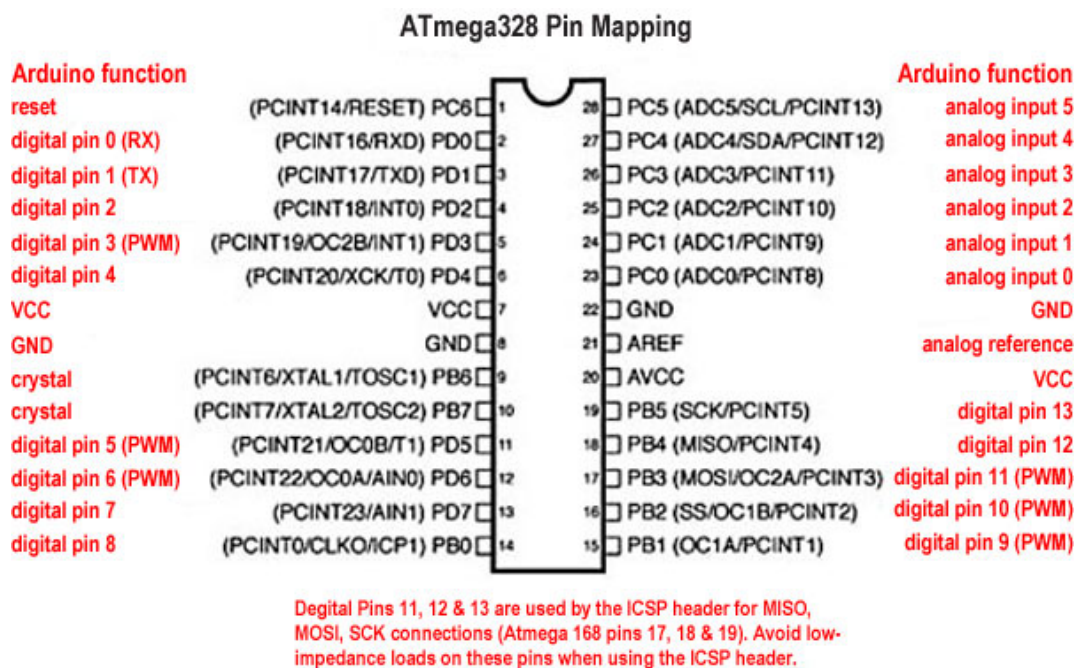 ATmega328 Pin Mapping
Arduino function Arduino function
reset (PCINT14/RESET) PC6 1 28 PC5 (ADC5/SCL/PCINT13) analog input 5
digital pin 0 (RX) (PCINT16/RXD) PD0 2 27 PC4 (ADC4/SDA/PCINT12) analog input 4
digital pin 1 (TX) (PCINT17/TXD) PD1 3 26 PC3 (ADC3/PCINT11) analog input 3
digital pin 2 (PCINT18/INT0) PD2 4 25 PC2 (ADC2/PCINT10) analog input 2
digital pin 3 (PWM) (PCINT19/OC2B/INT1) PD3 5 24 PC1 (ADC1/PCINT9) analog input 1
digital pin 4 (PCINT20/XCK/T0) PD4 6 23 PC0 (ADC0/PCINT8) analog input 0
VCC VCC 7 22 GND GND
GND GND 8 21 AREF analog reference
crystal (PCINT6/XTAL1/TOSC1) PB6 9 20 AVCC VCC
crystal (PCINT7/XTAL2/TOSC2) PB7 10 19 PB5 (SCK/PCINT5) digital pin 13
digital pin 5 (PWM) (PCINT21/OC0B/T1) PD5 11 18 PB4 (MISO/PCINT4) digital pin 12
digital pin 6 (PWM) (PCINT22/OC0A/AIN0) PD6 12 17 PB3 (MOSI/OC2A/PCINT3) digital pin 11 (PWM)
digital pin 7 (PCINT23/AIN1) PD7 13 16 PB2 (SS/OC1B/PCINT2) digital pin 10 (PWM)
digital pin 8 (PCINT0/CLKO/ICP1) PB0 14 15 PB1 (OC1A/PCINT1) digital pin 9 (PWM)
Degital Pins 11, 12 & 13 are used by the ICSP header for MISO,
MOSI, SCK connections (Atmega 168 pins 17, 18 & 19). Avoid low-
impedance loads on these pins when using the ICSP header.